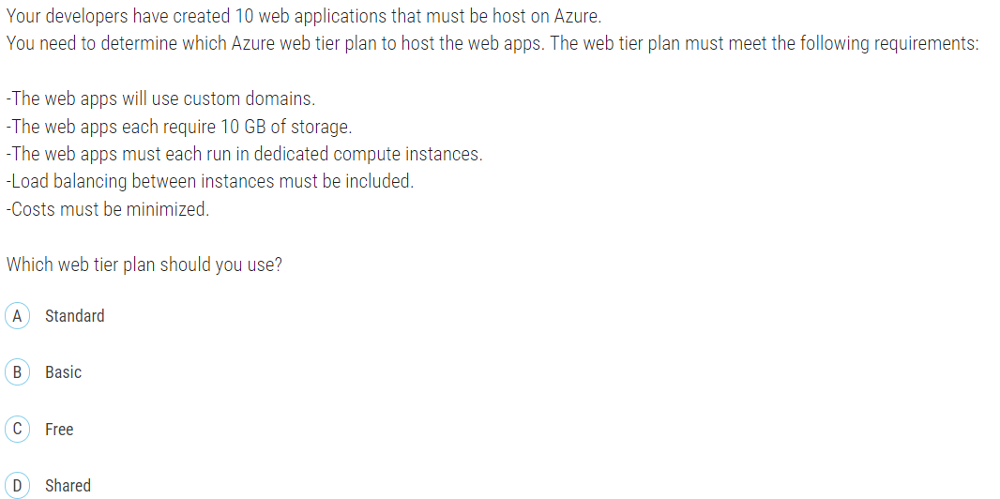 Your developers have created 10 web applications that must be host on Azure.
You need to determine which Azure web tier plan to host the web apps. The web tier plan must meet the following requirements:
-The web apps will use custom domains.
-The web apps each require 10 GB of storage.
-The web apps must each run in dedicated compute instances.
-Load balancing between instances must be included.
-Costs must be minimized.
Which web tier plan should you use?
A Standard
B Basic
C Free
D Shared